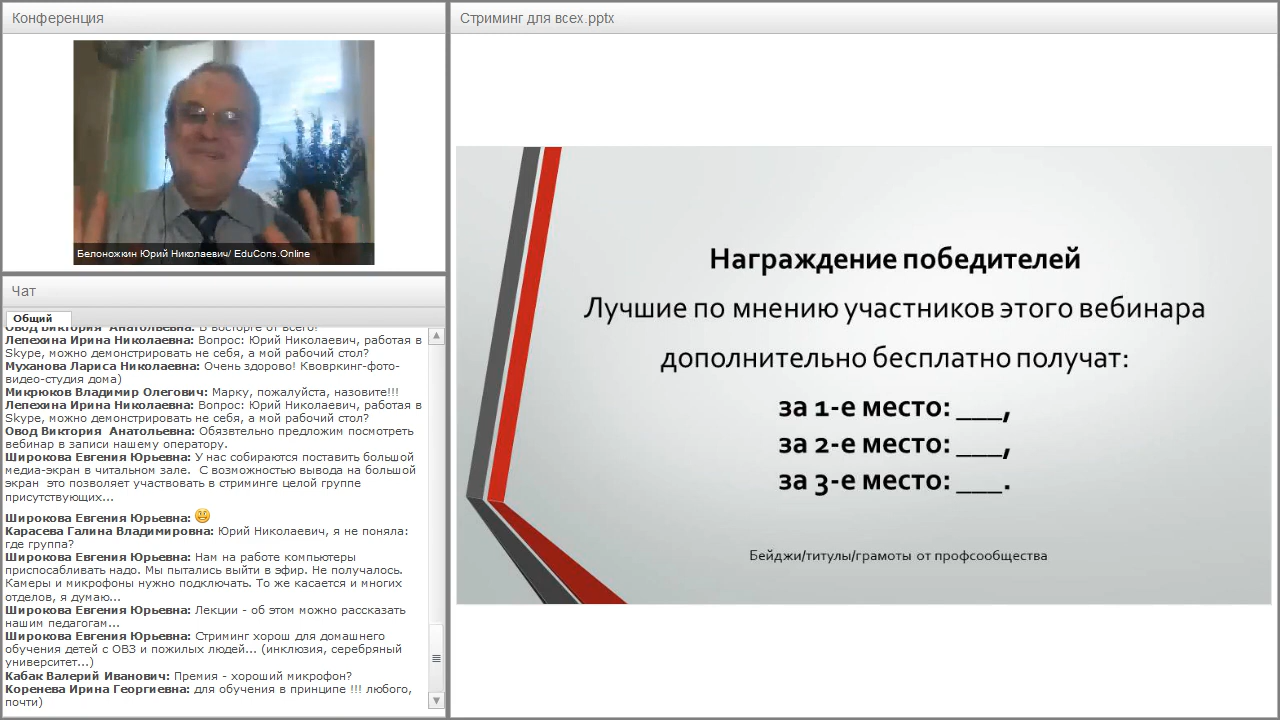 Конференция
Белоножкин Юрий Николаевич/ EduCons.Online
Чат
Общий
Овод Виктория Анатольевна: В восторге от всего!
Лепехина Ирина Николаевна: Вопрос: Юрий Николаевич, работая в
Skype, можно демонстрировать не себя, а мой рабочий стол?
Муханова Лариса Николаевна: Очень здорово! Квовркинг-фото-
видео-студия дома)
Микрюков Владимир Олегович: Марку, пожалуйста, назовите!!!
Лепехина Ирина Николаевна: Вопрос: Юрий Николаевич, работая в
Skype, можно демонстрировать не себя, а мой рабочий стол?
Овод Виктория Анатольевна: Обязвтельно предложим посмотреть
вебинар в записи нашему оператору.
Широкова Евгения Юрьевна: У нас собираются поставить большой
медиа-экран в читальном зале. С возможностью вывода на большой
экран это позволяет участвовать в стриминге целой группе
присутствующих...
Широкова Евгения Юрьевна:
Карасева Галина Владимировна: Юрий Николаевич, я не поняла:
где группа?
Широкова Евгения Юрьевна: Нам на работе компьютеры
приспосабливать надо. Мы пытались выйти в эфир. Не получалось.
Камеры и микрофоны нужно подключать. То же касается и многих
отделов, я думаю...
Широкова Евгения Юрьевна: Лекции - об этом можно рассказать
нашим педагогам...
Широкова Евгения Юрьевна: Стриминг хорош для домашнего
обучения детей с ОВЗ и пожилых людей... (инклюзия, серебряный
университет...)
Кабак Валерий Иванович: Премия - хороший микрофон?
Коренева Ирина Георгиевна: для обучения в принципе !!! любого,
почти)
Стриминг для всех.pptx
Награждение победителей
Лучшие по мнению участников этого вебинара
дополнительно бесплатно получат:
за 1-е место: ___,
за 2-е место: ___,
за 3-е место: ___.
Бейджи/титулы/грамоты от профсообщества